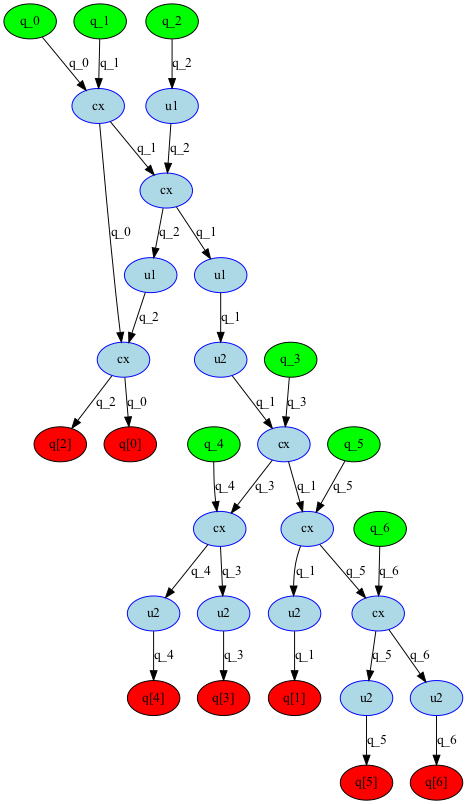 q_0 q_1 q_2
q_0 q_1 q_2
cx u1
q_1 q_2
cx
q_0 q_2 q_1
u1 u1
q_2 q_1
cx u2 q_3
q_2 q_0 q_1 q_3
q[2] q[0] q_4 cx q_5
q_4 q_3 q_1 q_5
cx cx q_6
q_4 q_3 q_1 q_5 q_6
u2 u2 u2 cx
q_4 q_3 q_1 q_5 q_6
q[4] q[3] q[1] u2 u2
q_5 q_6
q[5] q[6]